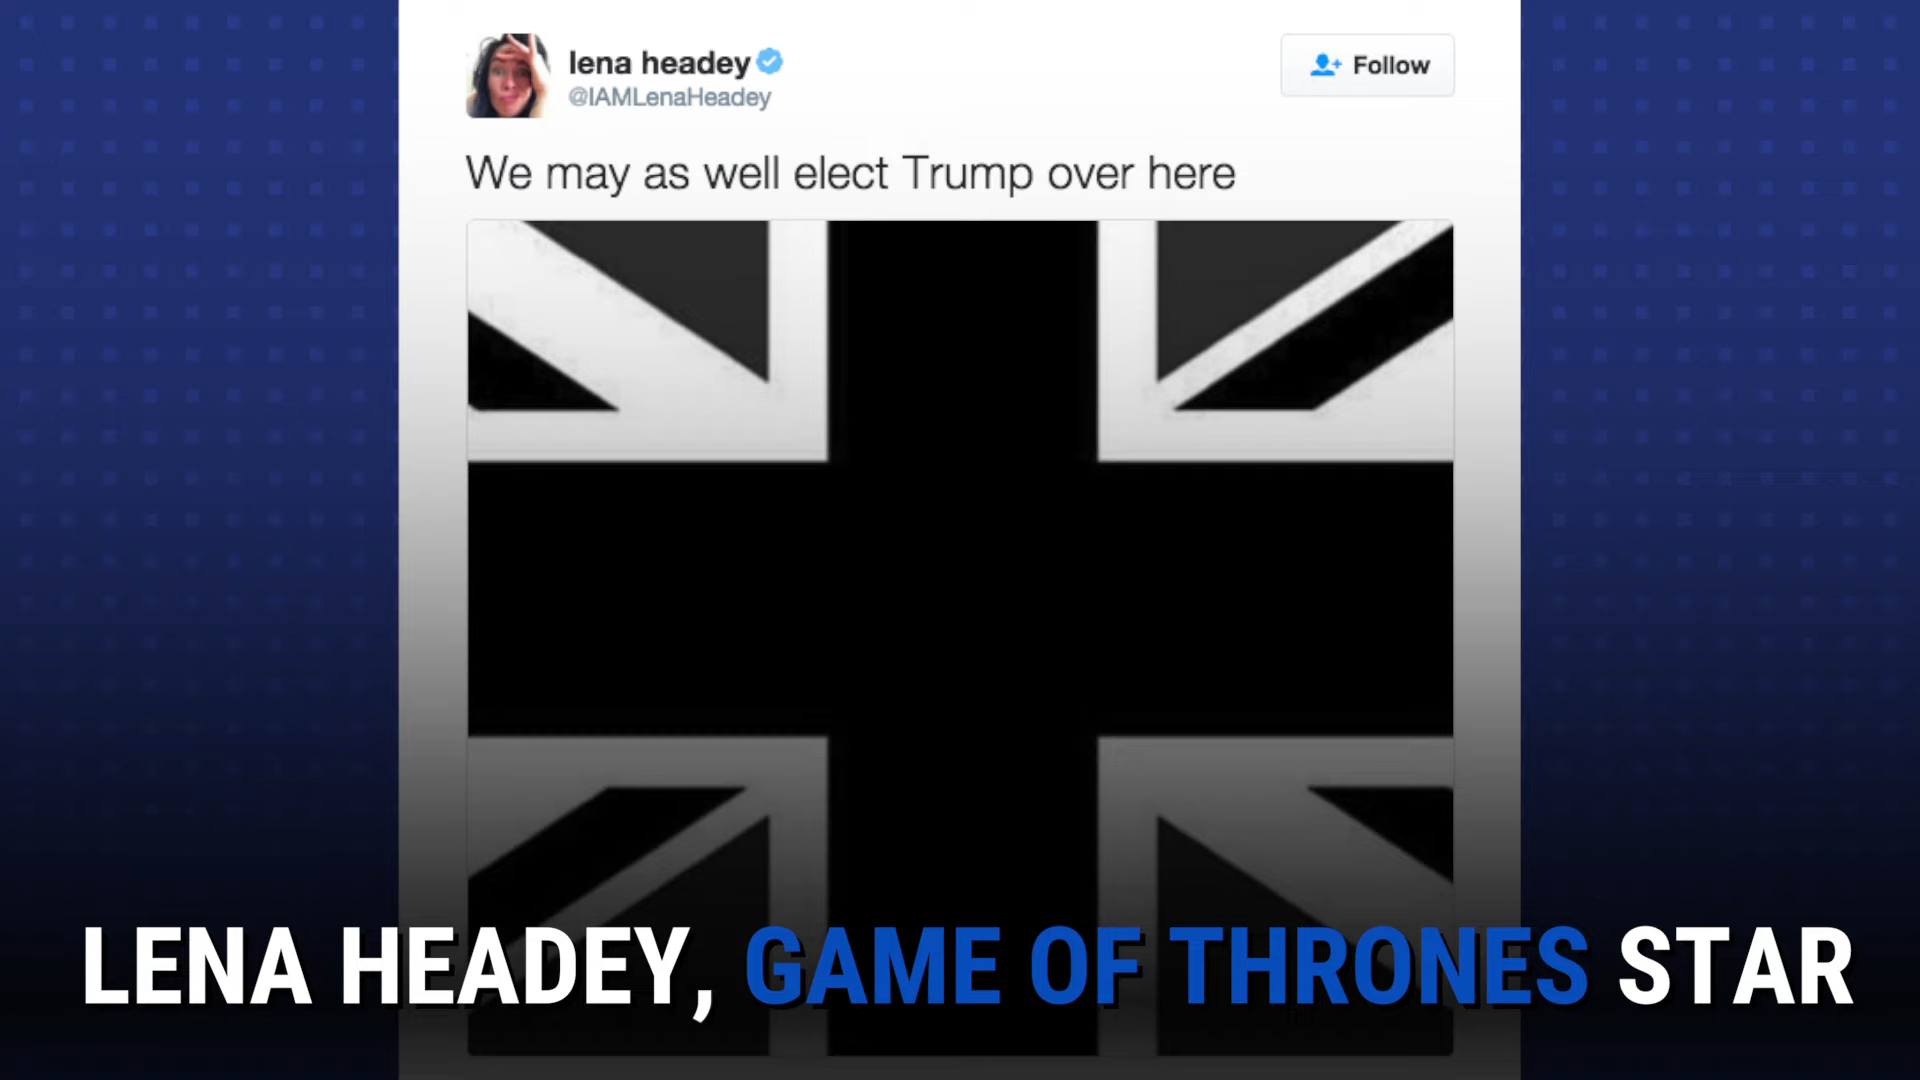 lena headey
@IAMLenaHeadey
Follow
We may as well elect Trump over here
LENA HEADEY, GAME OF THRONES STAR